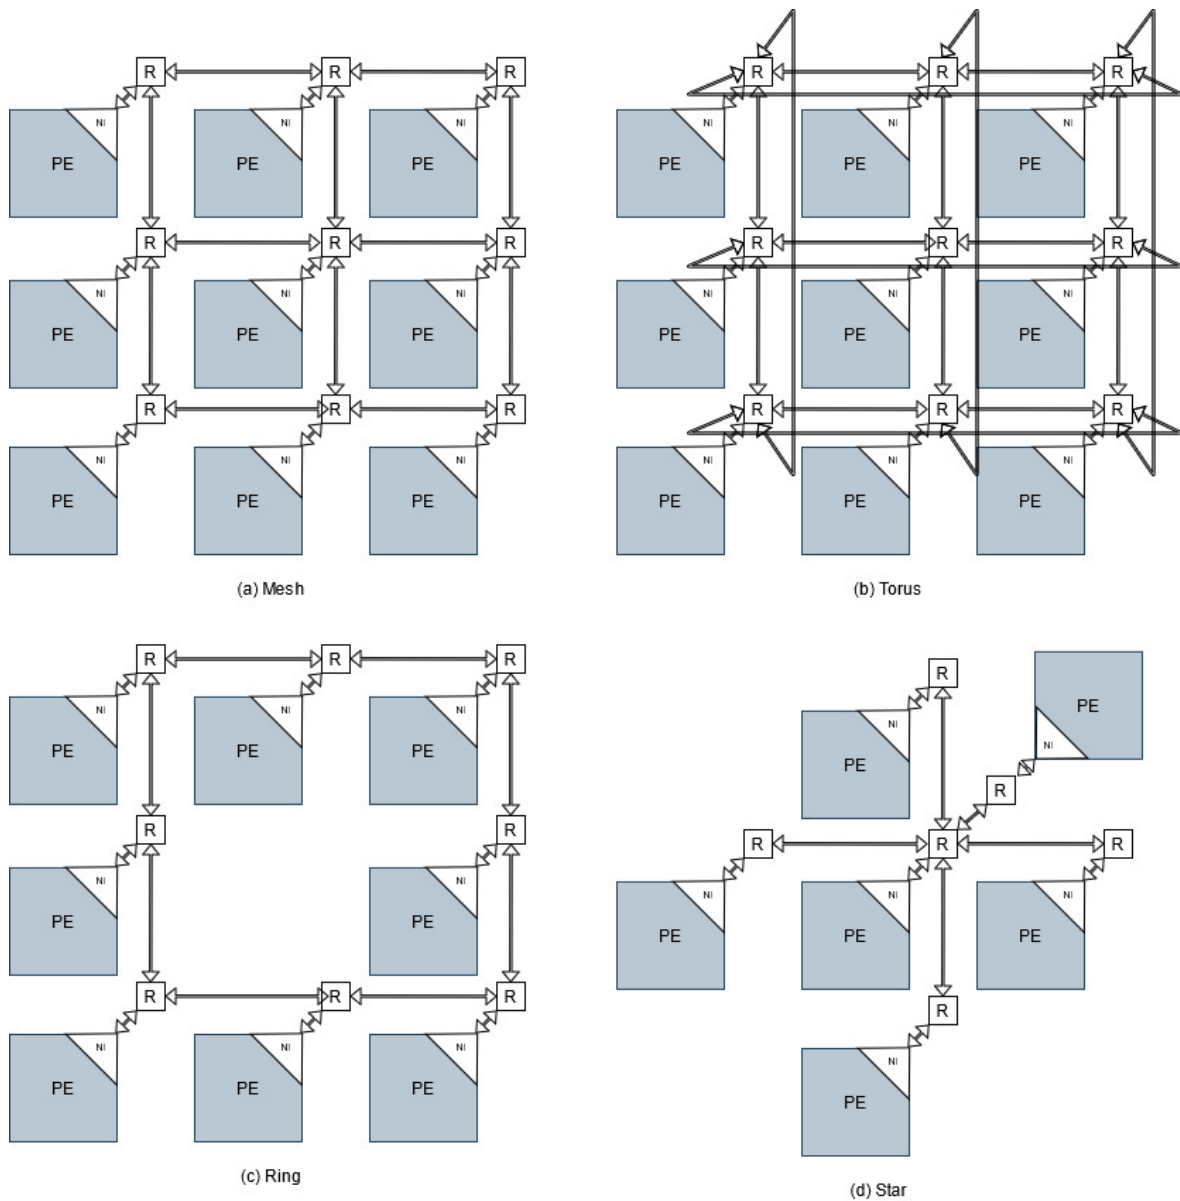 R R R R R R
NI NI NI NI NI NI
PE PE PE PE PE PE
R R R R R R
NI NI NI NI NI NI
PE PE PE PE PE PE
R R R R R R
NI NI NI NI NI NI
PE PE PE PE PE PE
(a) Mesh (b) Torus
R R R R
NI NI NI NI PE
PE PE PE PE NI
R
R R R R R
NI NI NI NI NI
PE PE PE PE PE
R R R R
NI NI NI NI
PE PE PE PE
(c) Ring (d) Star